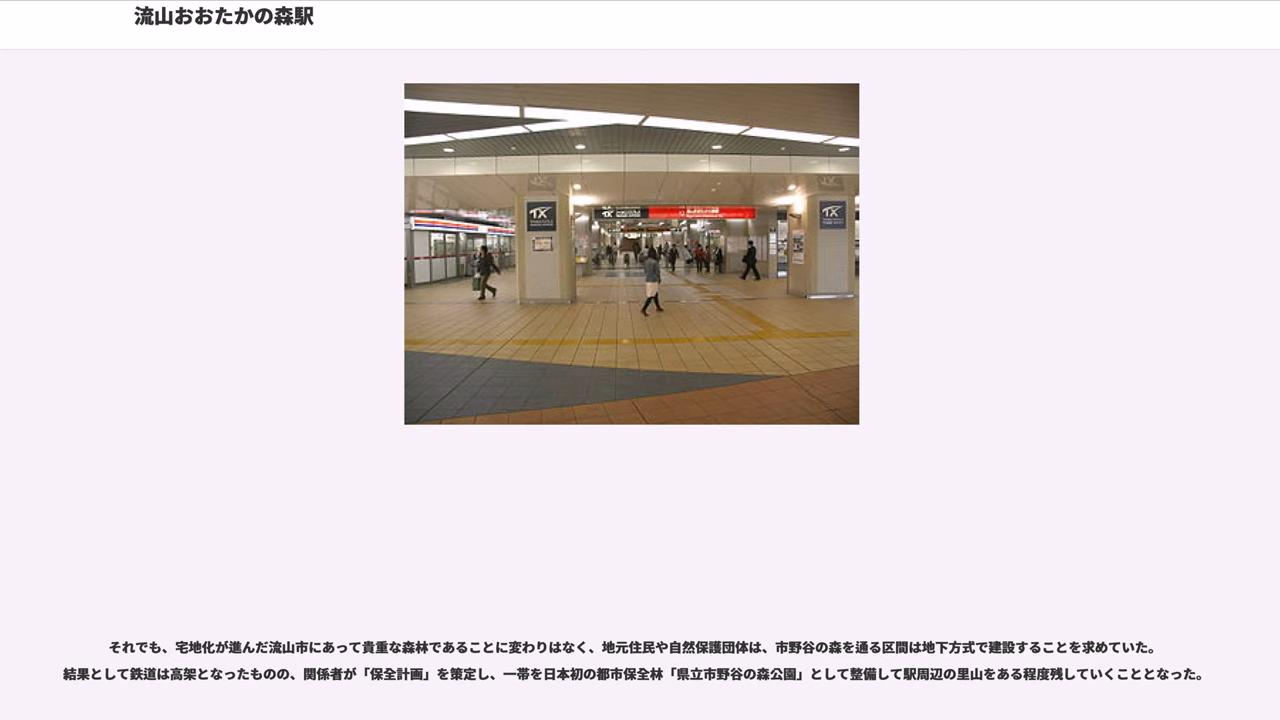 流山おおたかの森駅
TX
TX
TX
それでも、宅地化が進んだ流山市にあって貴重な森林であることに変わりはなく、地元住民や自然保護団体は、市野谷の森を通る区間は地下方式で建設することを求めていた。
結果として鉄道は高架となったものの、関係者が「保全計画」を策定し、一帯を日本初の都市保全林「県立市野谷の森公園」として整備して駅周辺の里山をある程度残していくこととなった。